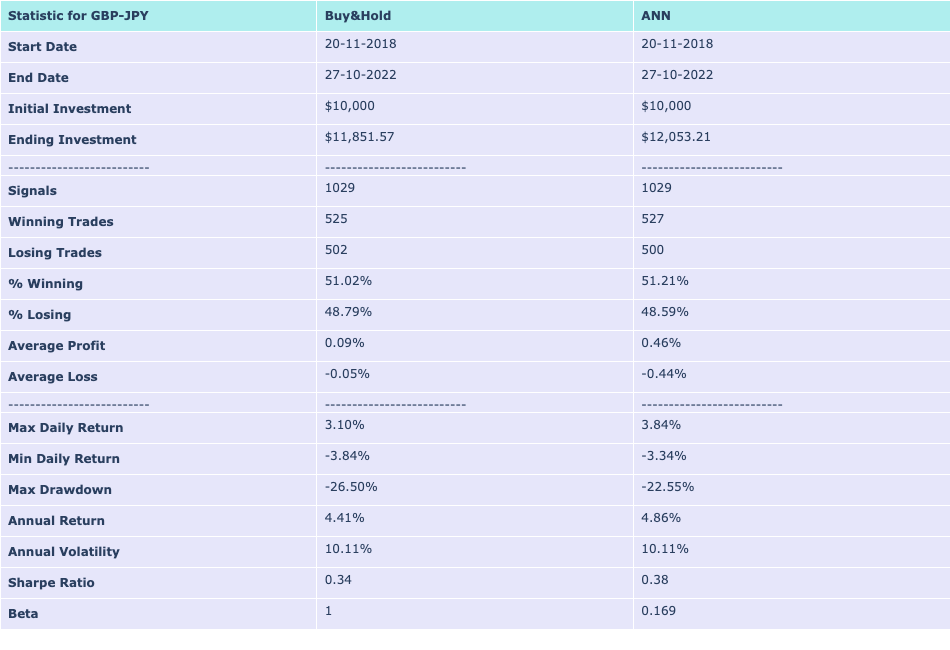 Statistic for GBP-JPY Buy&Hold ANN
Start Date 20-11-2018 20-11-2018
End Date 27-10-2022 27-10-2022
Initial Investment $10,000 $10,000
Ending Investment $11,851.57 $12,053.21
-------------------------- -------------------------- --------------------------
Signals 1029 1029
Winning Trades 525 527
Losing Trades 502 500
% Winning 51.02% 51.21%
% Losing 48.79% 48.59%
Average Profit 0.09% 0.46%
Average Loss -0.05% -0.44%
-------------------------- -------------------------- --------------------------
Max Daily Return 3.10% 3.84%
Min Daily Return -3.84% -3.34%
Max Drawdown -26.50% -22.55%
Annual Return 4.41% 4.86%
Annual Volatility 10.11% 10.11%
Sharpe Ratio 0.34 0.38
Beta 1 0.169